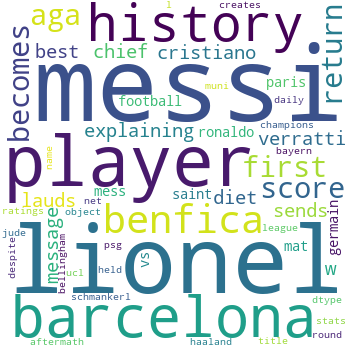 creates l
aga history return
muni daily
best chief cristiano paris
becomes messi
football champions
explaining ronaldo verratti
player bayern
name first
mess saint diet score
lauds sends
ratings net benfica mat germain
message object league
jude vs w
despite bellingham lionel
ucl psg held
barcelona dtype
schmankerl stats
haaland round
aftermath title